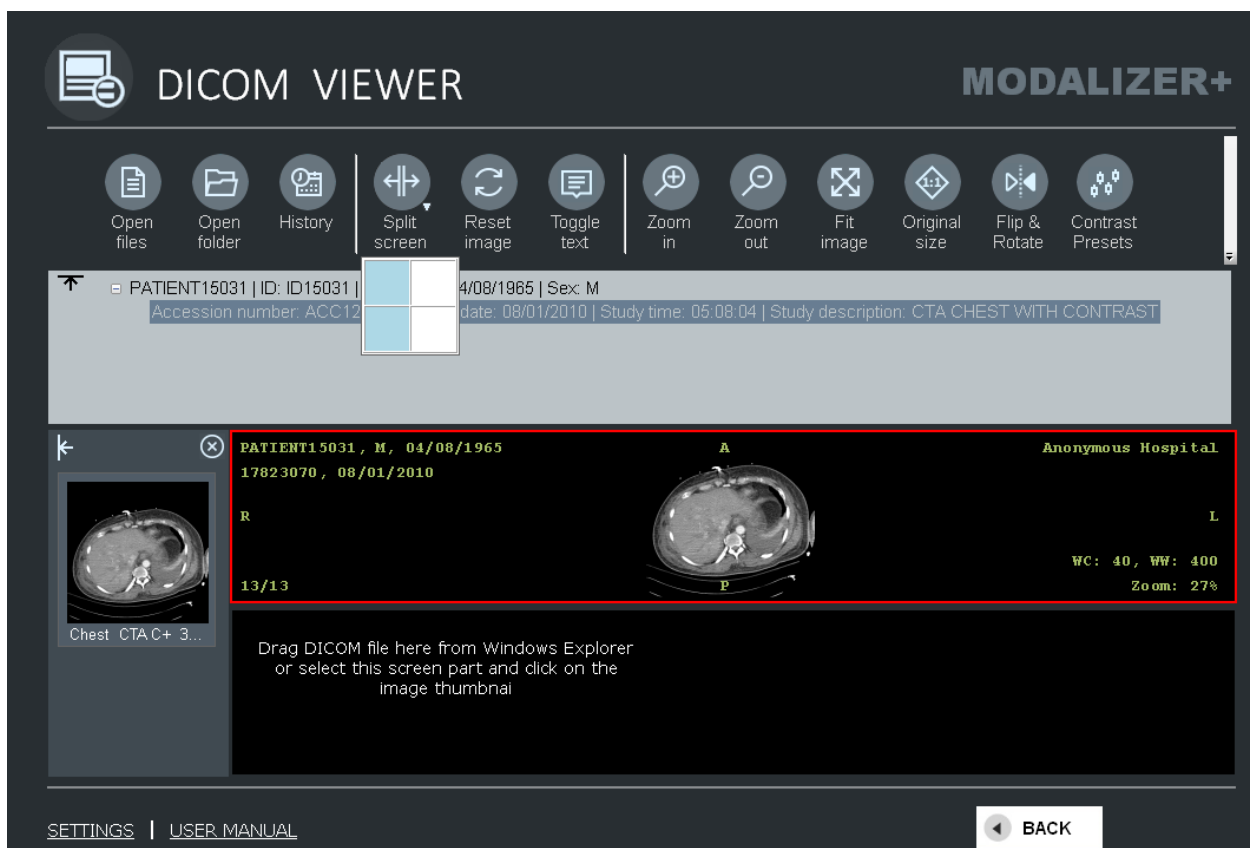 DICOM VIEWER
MODALIZER+
Open files
Open folder
History
Split screen
Reset image
Toggle text
Zoom in
Zoom out
Fit image
1:1
Original size
Flip & Rotate
Contrast Presets
PATIENT15031 | ID: ID15031 | 4/08/1965 | Sex: M
Accession number: ACC12 date: 08/01/2010 | Study time: 05:08:04 | Study description: CTA CHEST WITH CONTRAST
Chest CTA C+ 3...
PATIENT15031, M, 04/08/1965
A
Anonymous Hospital
17823070, 08/01/2010
R
L
WC: 40, WW: 400
13/13
P
Zoom: 27%
Drag DICOM file here from Windows Explorer
or select this screen part and click on the
image thumbnai
SETTINGS | USER MANUAL
BACK